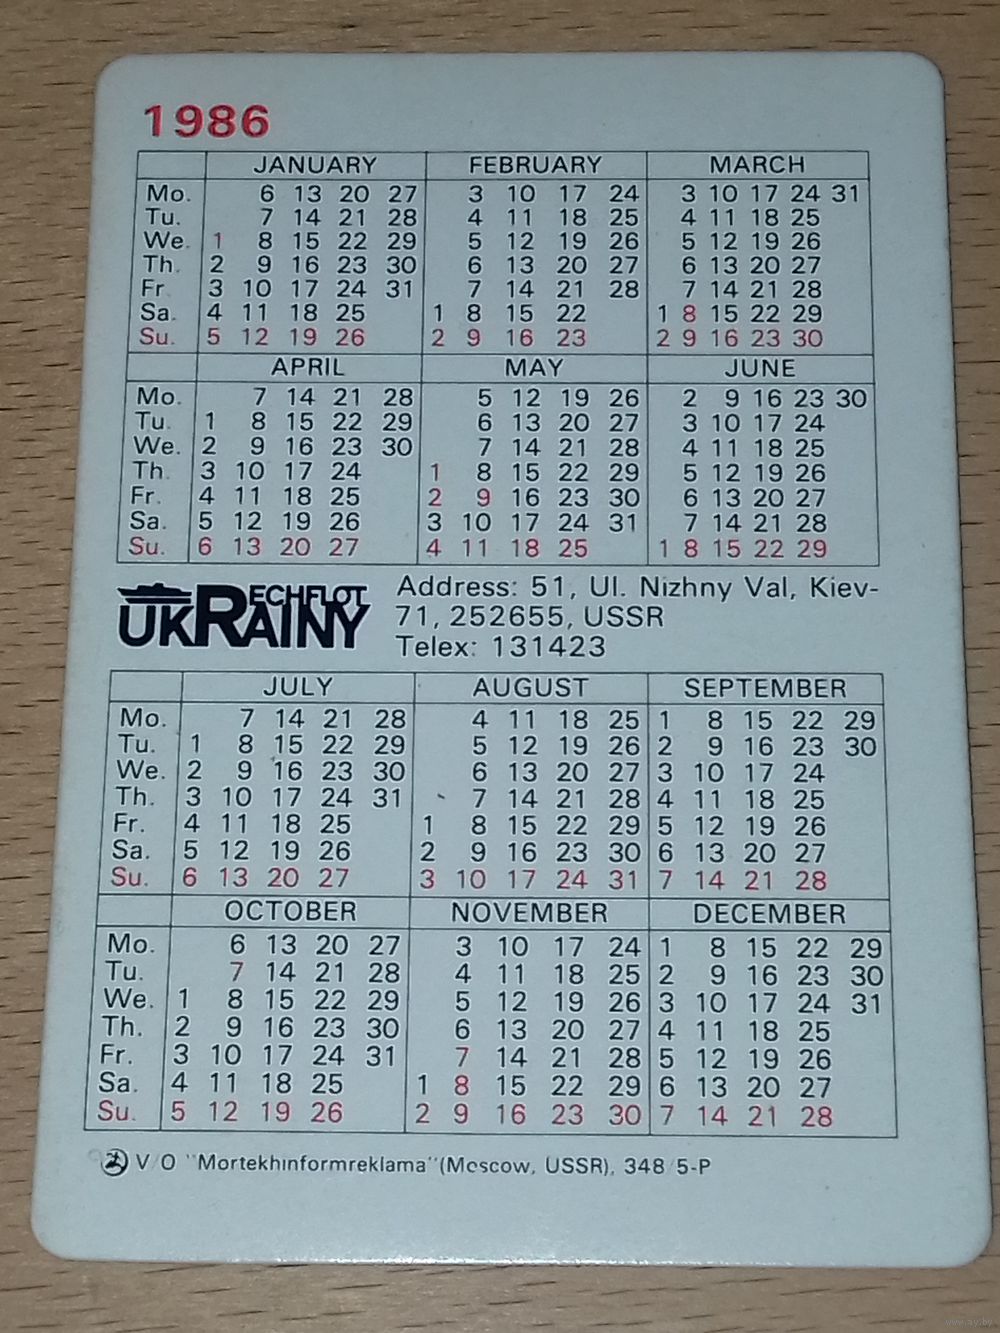 1986
JANUARY FEBRUARY MARCH
Mo. 6 13 20 27 3 10 17 24 3 10 17 24 31
Tu. 7 14 21 28 4 11 18 25 4 11 18 25
We. 1 8 15 22 29 5 12 19 26 5 12 19 26
Th. 2 9 16 23 30 6 13 20 27 6 13 20 27
Fr. 3 10 17 24 31 7 14 21 28 7 14 21 28
Sa. 4 11 18 25 1 8 15 22 1 8 15 22 29
Su. 5 12 19 26 2 9 16 23 2 9 16 23 30
APRIL MAY JUNE
Mo. 7 14 21 28 5 12 19 26 2 9 16 23 30
Tu. 1 8 15 22 29 6 13 20 27 3 10 17 24
We. 2 9 16 23 30 7 14 21 28 4 11 18 25
Th. 3 10 17 24 1 8 15 22 29 5 12 19 26
Fr. 4 11 18 25 2 9 16 23 30 6 13 20 27
Sa. 5 12 19 26 3 10 17 24 31 7 14 21 28
Su. 6 13 20 27 4 11 18 25 1 8 15 22 29
UKRECHFLOT
UKRAINY
Address: 51, Ul. Nizhny Val, Kiev-
71, 252655, USSR
Telex: 131423
JULY AUGUST SEPTEMBER
Mo. 7 14 21 28 4 11 18 25 1 8 15 22 29
Tu. 1 8 15 22 29 5 12 19 26 2 9 16 23 30
We. 2 9 16 23 30 6 13 20 27 3 10 17 24
Th. 3 10 17 24 31 7 14 21 28 4 11 18 25
Fr. 4 11 18 25 1 8 15 22 29 5 12 19 26
Sa. 5 12 19 26 2 9 16 23 30 6 13 20 27
Su. 6 13 20 27 3 10 17 24 31 7 14 21 28
OCTOBER NOVEMBER DECEMBER
Mo. 6 13 20 27 3 10 17 24 1 8 15 22 29
Tu. 7 14 21 28 4 11 18 25 2 9 16 23 30
We. 1 8 15 22 29 5 12 19 26 3 10 17 24 31
Th. 2 9 16 23 30 6 13 20 27 4 11 18 25
Fr. 3 10 17 24 31 7 14 21 28 5 12 19 26
Sa. 4 11 18 25 1 8 15 22 29 6 13 20 27
Su. 5 12 19 26 2 9 16 23 30 7 14 21 28
V/O "Mortekhinformreklama" (Moscow, USSR), 348/5-P
www.ay.by